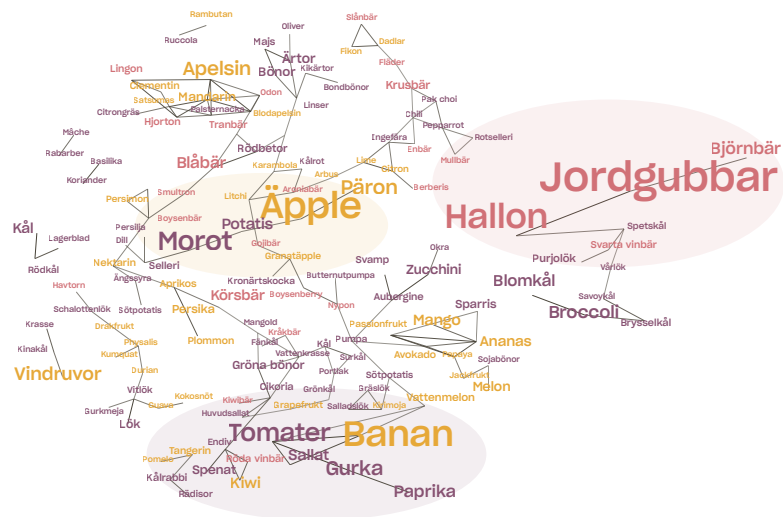 Rambutan
Slånbär
Oliver
Ruccola
Majs
Dadlar
Fikon
Ärtor
Fläder
Lingon
Apelsin
Bönor
Kikärtor
Clementin
Bondbönor
Krusbär
Odon
Satsumas
Mandarin
Pak choi
Linser
Palsternacka
Citrongräs
Blodapelsin
Chili
Hjorton
Tranbär
Pepparrot
Mâche
Ingefära
Rotselleri
Rödbetor
Enbär
Björnbär
Rabarber
Basilika
Blåbär
Karambola
Kålrot
Lime
Mullbär
Citron
Koriander
Arbus
Jordgubbar
Smultron
Aroniabär
Päron
Berberis
Persimon
Litchi
Äpple
Boysenbär
Hallon
Kål
Persilja
Potatis
Spetskål
Lagerblad
Dill
Morot
Gojibär
Svarta vinbär
Okra
Granatäpple
Svamp
Purjolök
Nektarin
Selleri
Zucchini
Vårlök
Rödkål
Ängssyra
Kronärtskocka
Butternutpumpa
Blomkål
Havtorn
Aprikos
Körsbär
Boysenberry
Aubergine
Savoykål
Nypon
Sparris
Schalottenlök
Sötpotatis
Persika
Broccoli
Krasse
Drakfrukt
Mangold
Passionfrukt
Mango
Brysselkål
Kråkbär
Physalis
Plommon
Fänkål
Kål
Pumpa
Ananas
Kinakål
Kumquat
Vattenkrasse
Surkål
Avokado
Papaya
Sojabönor
Vindruvor
Durian
Gröna bönor
Portlak
Sötpotatis
Jackfrukt
Vitlök
Cikoria
Grönkål
Gräslök
Melon
Kokosnöt
Kiwibär
Vattenmelon
Gurkmeja
Guava
Grapefrukt
Salladslök
Kirimoja
Huvudsallat
Lök
Tomater
Banan
Endiv
Tangerin
Pomelo
Röda vinbär
Sallat
Spenat
Gurka
Kålrabbi
Kiwi
Rädisor
Paprika